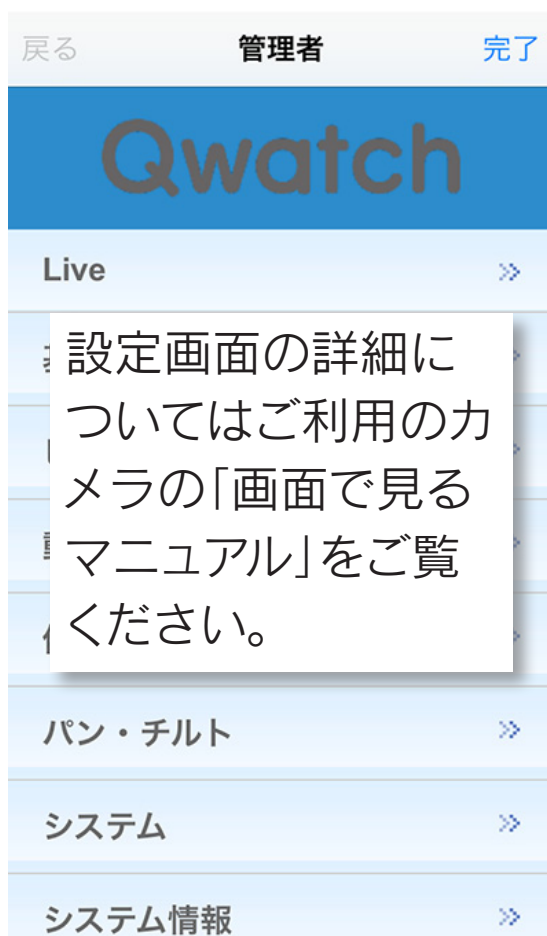 戻る 管理者 完了
Qwatch
Live
設定画面の詳細に
ついてはご利用のカ
メラの「画面で見る
マニュアル」をご覧
ください。
パン・チルト
システム
システム情報